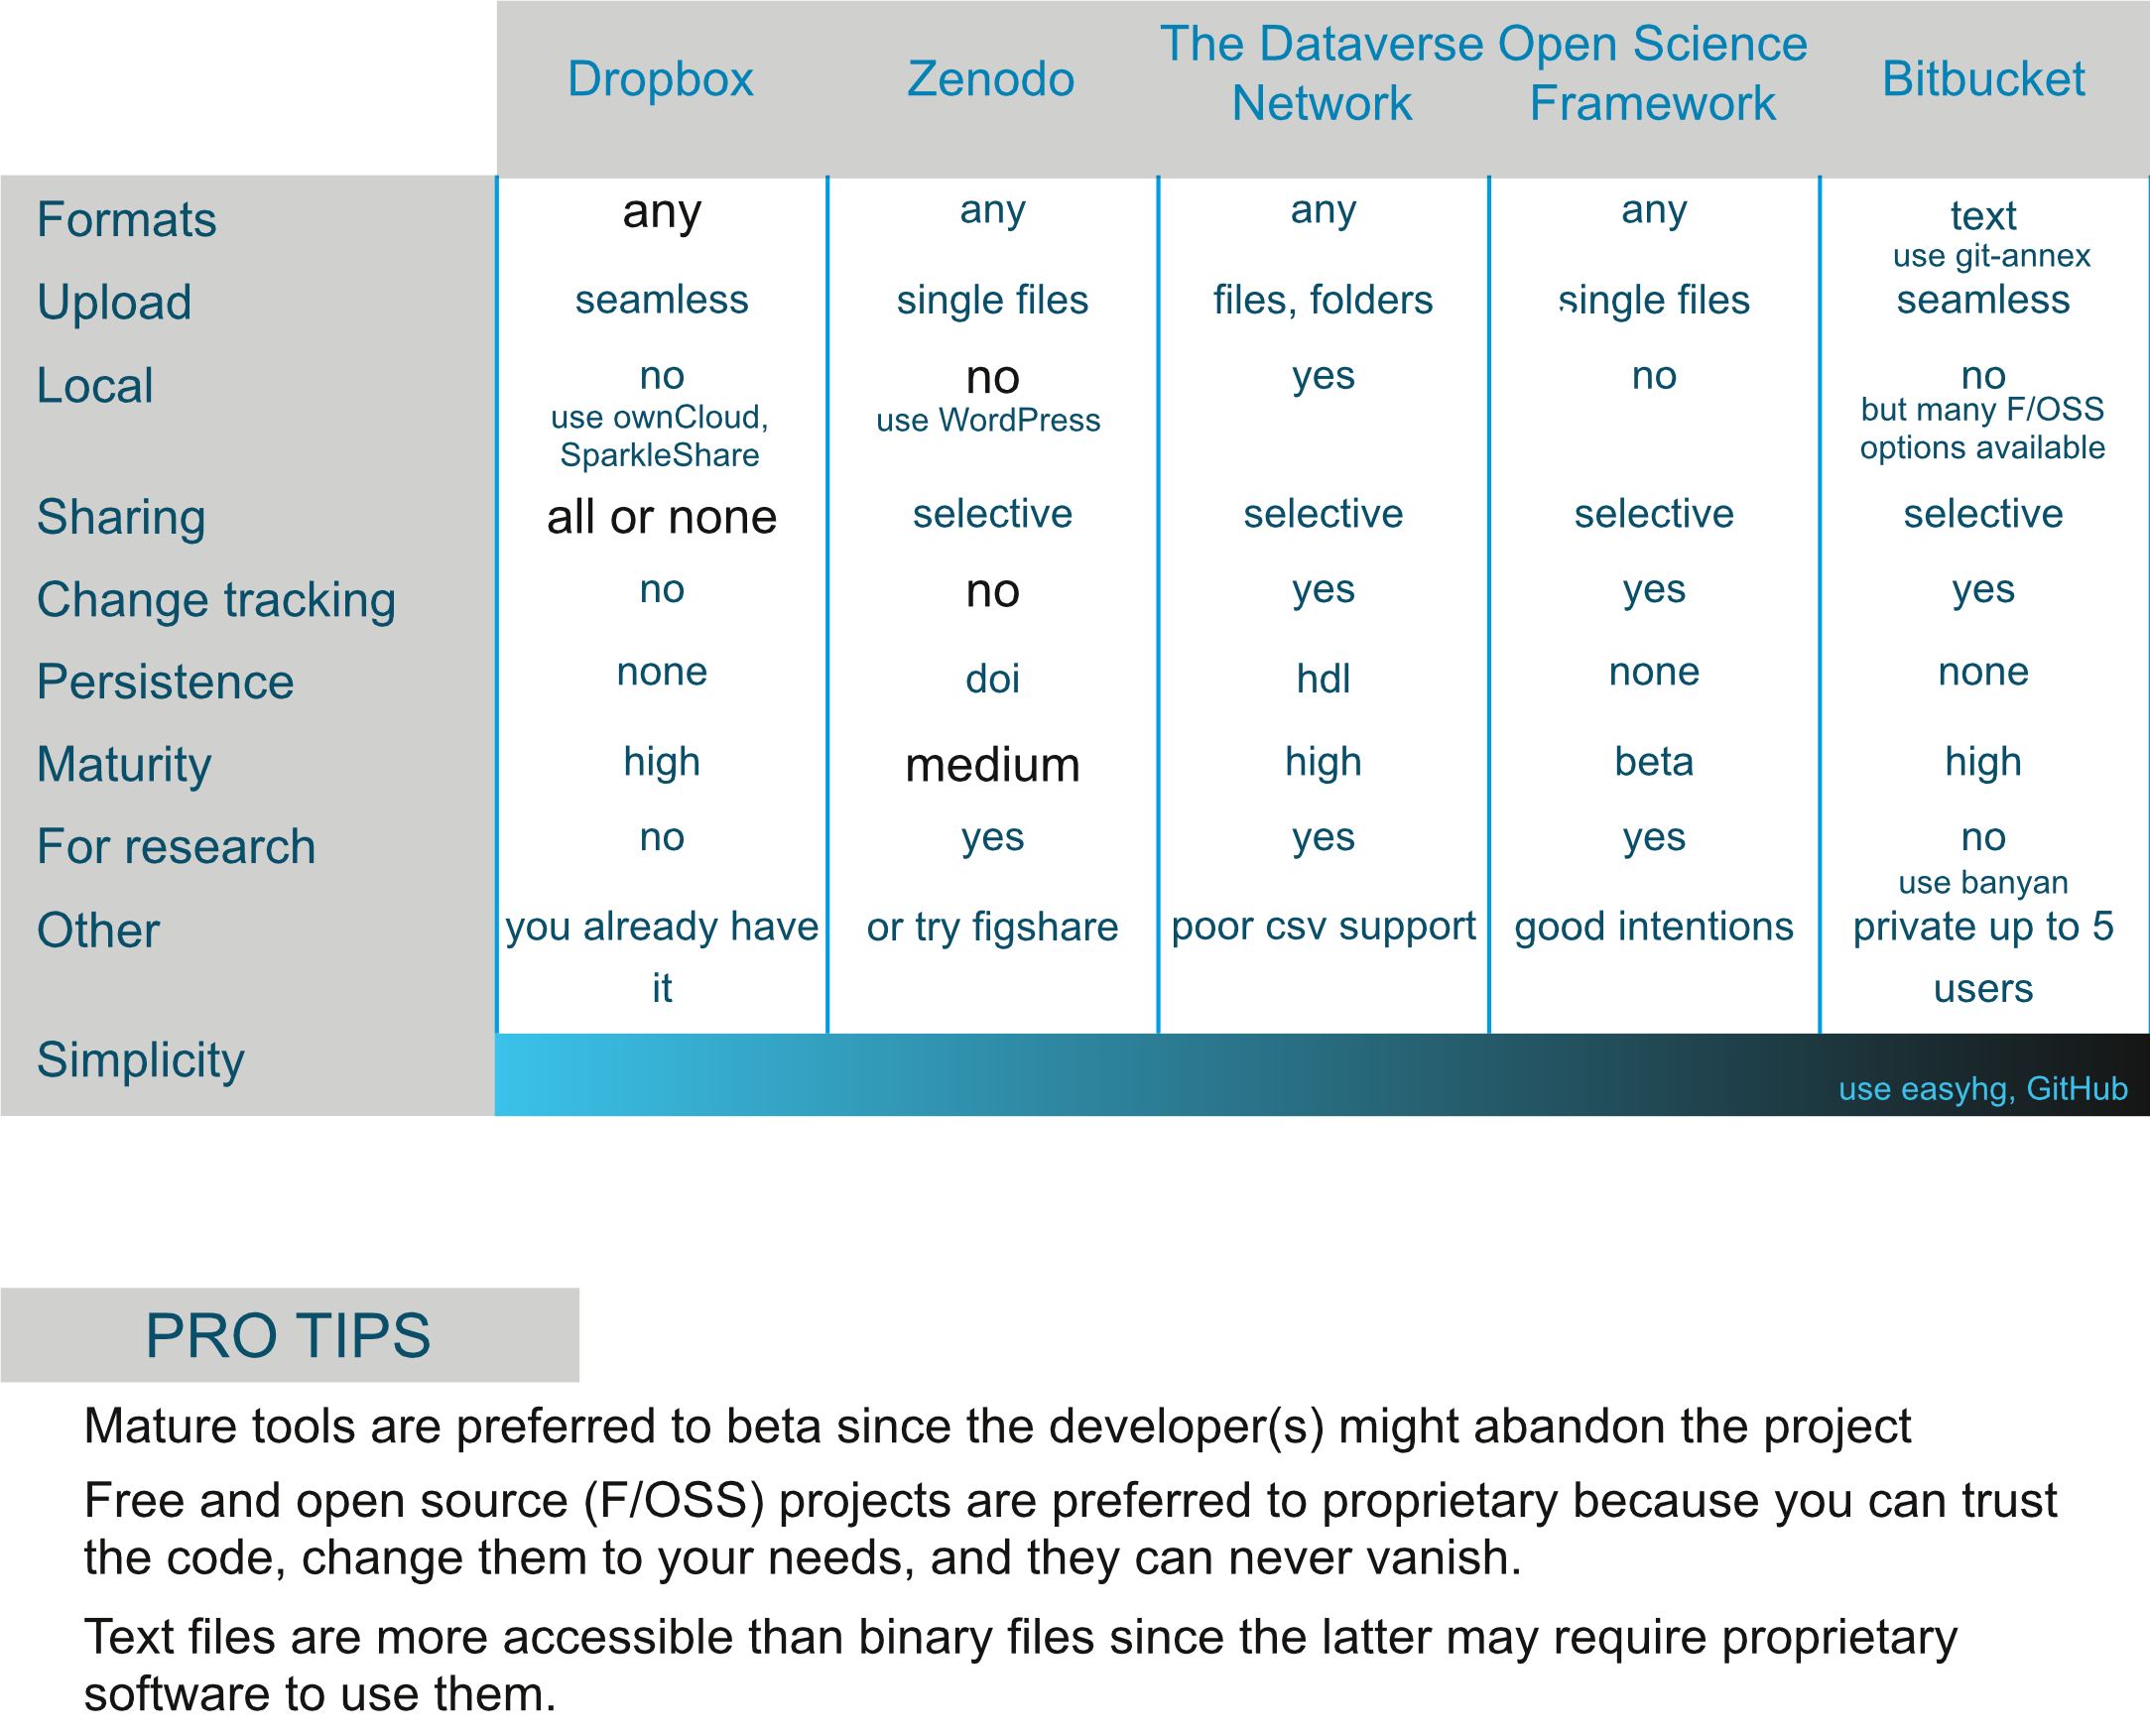 Dropbox Zenodo The Dataverse Network Open Science Framework Bitbucket
Formats any any any any text
use git-annex
Upload seamless single files files, folders single files seamless
Local no no yes no no
use ownCloud, use WordPress but many F/OSS
SparkleShare options available
Sharing all or none selective selective selective selective
Change tracking no no yes yes yes
Persistence none doi hdl none none
Maturity high medium high beta high
For research no yes yes yes no
use banyan
Other you already have or try figshare poor csv support good intentions private up to 5
it users
Simplicity use easyhg, GitHub
PRO TIPS
Mature tools are preferred to beta since the developer(s) might abandon the project
Free and open source (F/OSS) projects are preferred to proprietary because you can trust
the code, change them to your needs, and they can never vanish.
Text files are more accessible than binary files since the latter may require proprietary
software to use them.